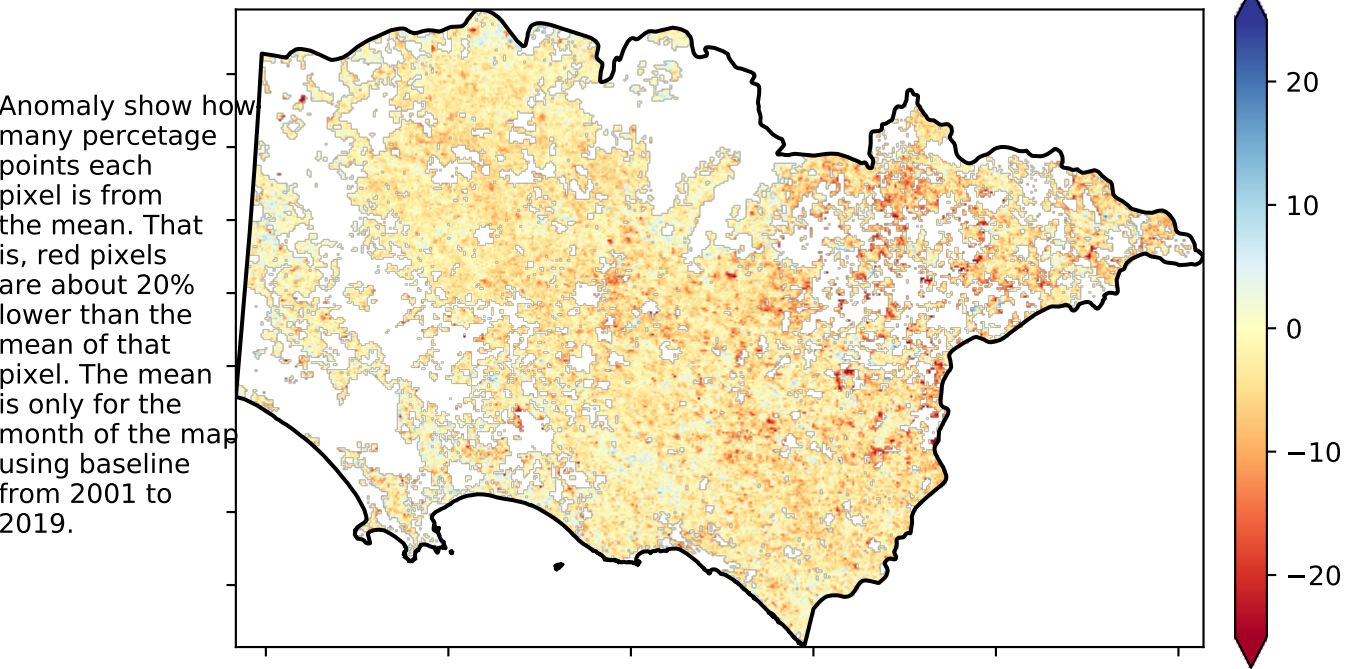 Anomaly show how
many percetage
points each
pixel is from
the mean. That
is, red pixels
are about 20%
lower than the
mean of that
pixel. The mean
is only for the
month of the map
using baseline
from 2001 to
2019.
20
10
0
−10
−20